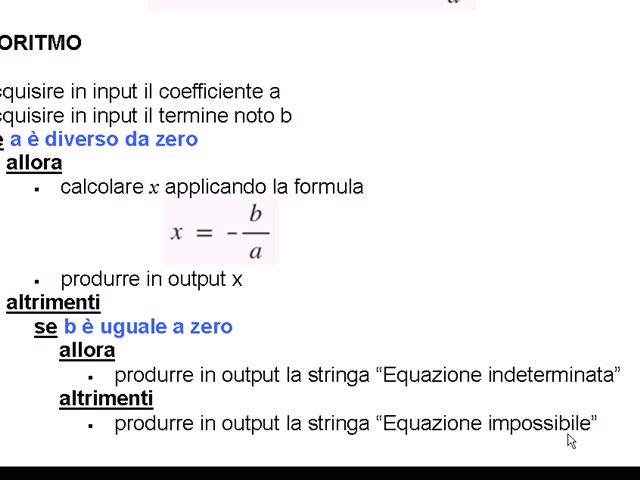 ORITMO
cquisire in input il coefficiente a
cquisire in input il termine noto b
e a è diverso da zero
allora
▪ calcolare x applicando la formula
x = - b/a
▪ produrre in output x
altrimenti
se b è uguale a zero
allora
▪ produrre in output la stringa “Equazione indeterminata”
altrimenti
▪ produrre in output la stringa “Equazione impossibile”